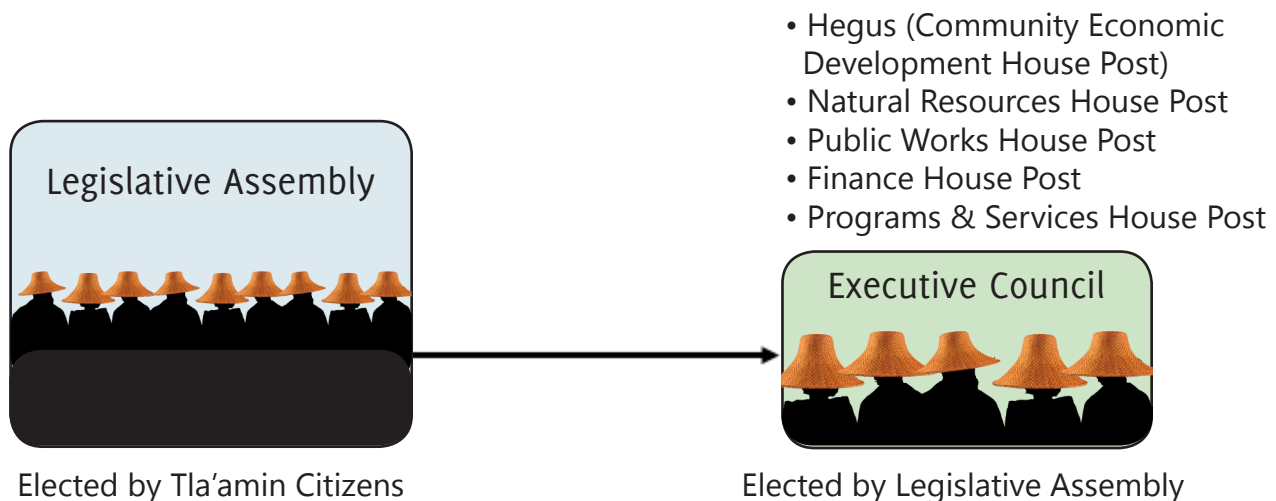 • Hegus (Community Economic
Development House Post)
• Natural Resources House Post
• Public Works House Post
• Finance House Post
• Programs & Services House Post
Legislative Assembly
Executive Council
Elected by Tla’amin Citizens
Elected by Legislative Assembly